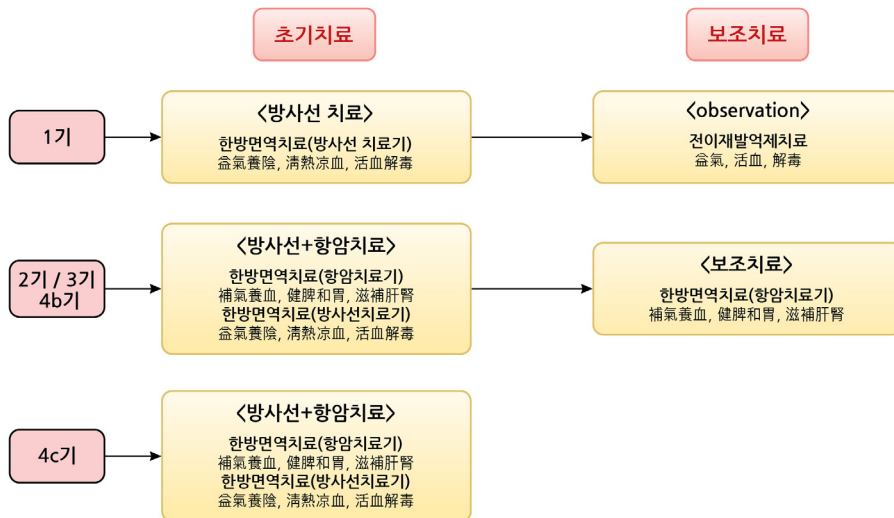 초기치료
보조치료
1기
<방사선 치료>
한방면역치료(방사선 치료기)
益氣養陰, 淸熱凉血, 活血解毒
<observation>
전이재발억제치료
益氣, 活血, 解毒
2기 / 3기
4b기
<방사선+항암치료>
한방면역치료(항암치료기)
補氣養血, 健脾和胃, 滋補肝腎
한방면역치료(방사선치료기)
益氣養陰, 淸熱凉血, 活血解毒
<보조치료>
한방면역치료(항암치료기)
補氣養血, 健脾和胃, 滋補肝腎
4c기
<방사선+항암치료>
한방면역치료(항암치료기)
補氣養血, 健脾和胃, 滋補肝腎
한방면역치료(방사선치료기)
益氣養陰, 淸熱凉血, 活血解毒